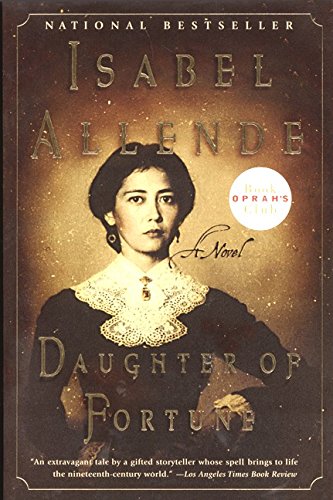 NATIONAL BESTSELLER
ISABEL
ALLENDE
Book
OPRAH'S
Club
A Novel
DAUGHTER OF
FORTUNE
"An extravagant tale by a gifted storyteller whose spell brings to life
the nineteenth-century world." —Los Angeles Times Book Review